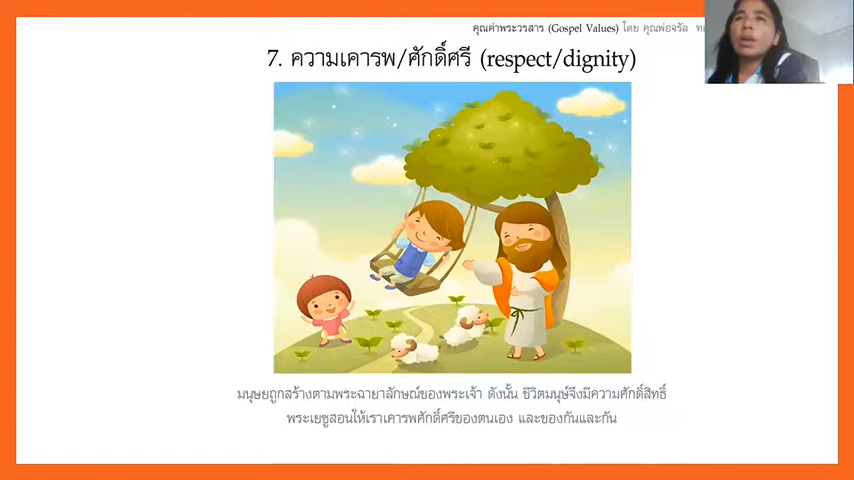 คุณค่าพระวรสาร (Gospel Values) โดย คุณพ่อจรัล
7. ความเคารพ/ศักดิ์ศรี (respect/dignity)
มนุษยถูกสร้างตามพระฉายาลักษณ์ของพระเจ้า ดังนั้น ชีวิตมนุษ์จึงมีความศักดิ์สิทธิ์
พระเยซูสอนให้เราเคารพศักดิ์ศรีของตนเอง และของกันและกัน